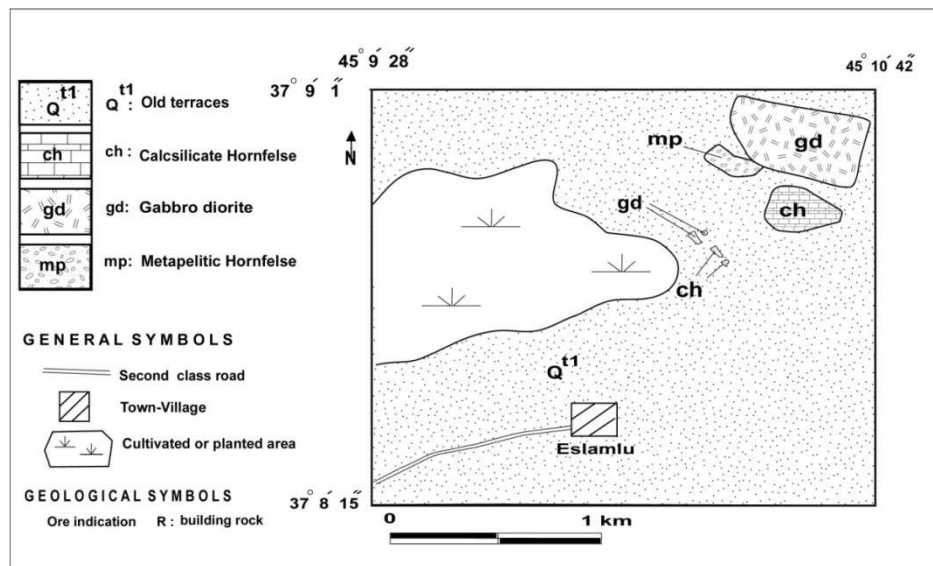 45° 9´ 28˝
45° 10´ 42˝
37° 9´ 1˝
37° 8´ 15˝
Q t1
Q t1 : Old terraces
ch
ch : Calcsilicate Hornfelse
gd
gd: Gabbro diorite
mp
mp: Metapelitic Hornfelse
GENERAL SYMBOLS
Second class road
Town-Village
Cultivated or planted area
GEOLOGICAL SYMBOLS
Ore indication R : building rock
N
mp
gd
ch
gd
ch
Q t1
Eslamlu
0 1 km